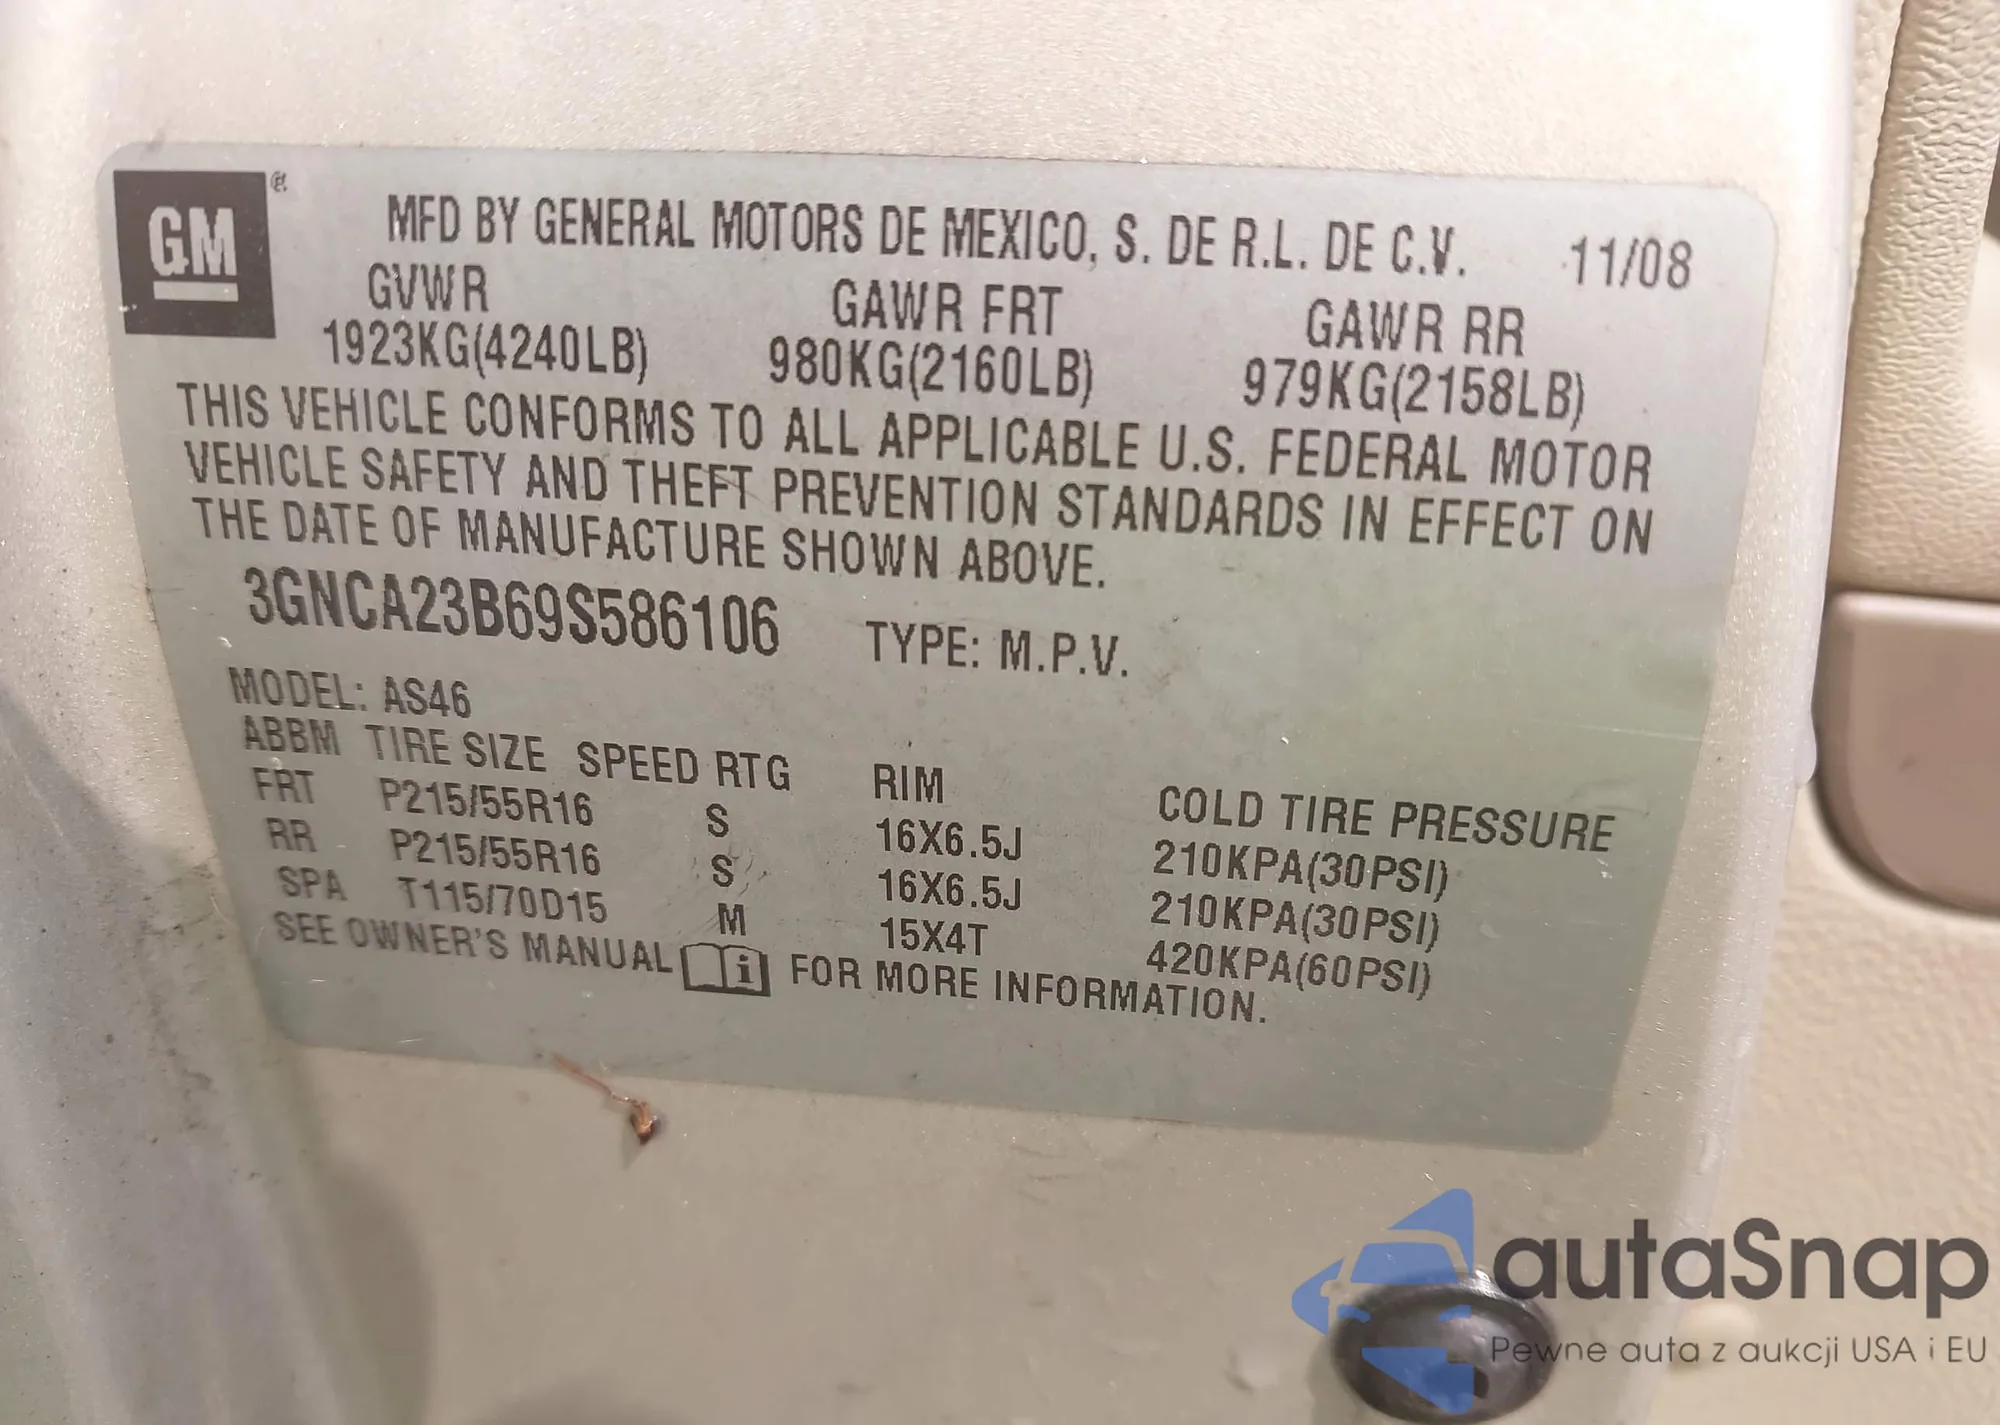 GM
MFD BY GENERAL MOTORS DE MEXICO, S. DE R.L. DE C.V. 11/08
GVWR GAWR FRT GAWR RR
1923KG(4240LB) 980KG(2160LB) 979KG(2158LB)
THIS VEHICLE CONFORMS TO ALL APPLICABLE U.S. FEDERAL MOTOR
VEHICLE SAFETY AND THEFT PREVENTION STANDARDS IN EFFECT ON
THE DATE OF MANUFACTURE SHOWN ABOVE.
3GNCA23B69S586106 TYPE: M.P.V.
MODEL: AS46
ABBM TIRE SIZE SPEED RTG RIM COLD TIRE PRESSURE
FRT P215/55R16 S 16X6.5J 210KPA(30PSI)
RR P215/55R16 S 16X6.5J 210KPA(30PSI)
SPA T115/70D15 M 15X4T 420KPA(60PSI)
SEE OWNER'S MANUAL i FOR MORE INFORMATION.
autaSnap
Pewne auta z aukcji USA i EU